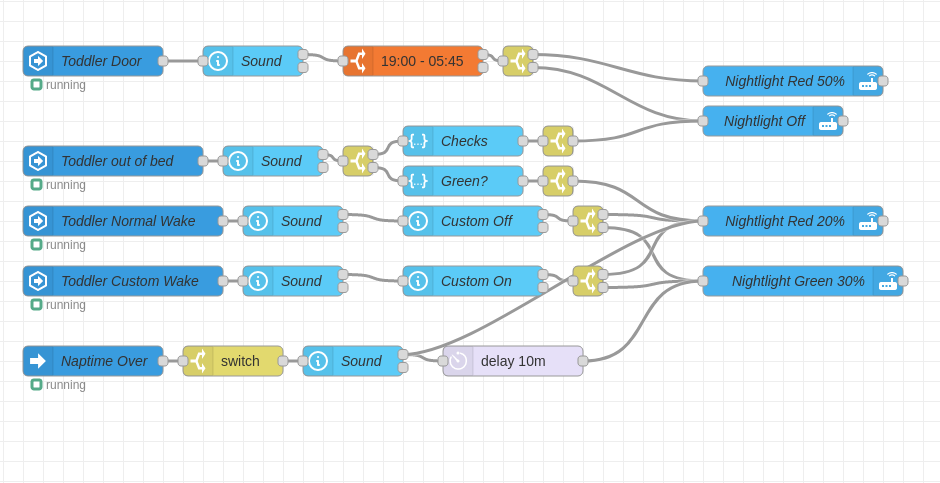 Toddler Door
Sound
19:00 - 05:45
running
Nightlight Red 50%
Nightlight Off
Checks
Toddler out of bed
Sound
Green?
running
Toddler Normal Wake
Sound
Custom Off
Nightlight Red 20%
running
Toddler Custom Wake
Sound
Custom On
Nightlight Green 30%
running
Naptime Over
switch
Sound
delay 10m
running